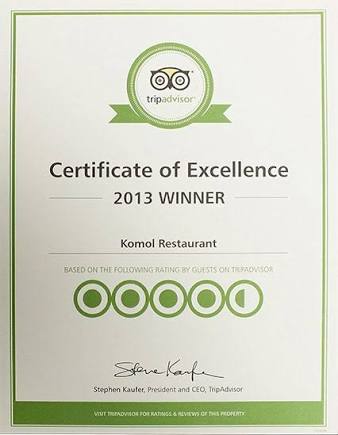 tripadvisor
Certificate of Excellence
2013 WINNER
Komol Restaurant
BASED ON THE FOLLOWING RATING BY GUESTS ON TRIPADVISOR
Steve Kaufer
Stephen Kaufer, President and CEO, TripAdvisor
VISIT TRIPADVISOR FOR RATINGS & REVIEWS OF THIS PROPERTY